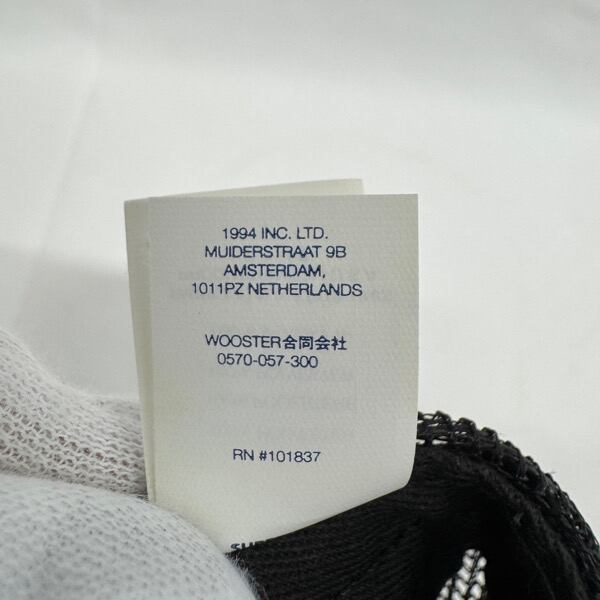 1994 INC. LTD.
MUIDERSTRAAT 9B
AMSTERDAM,
1011PZ NETHERLANDS
WOOSTER合同会社
0570-057-300
RN #101837